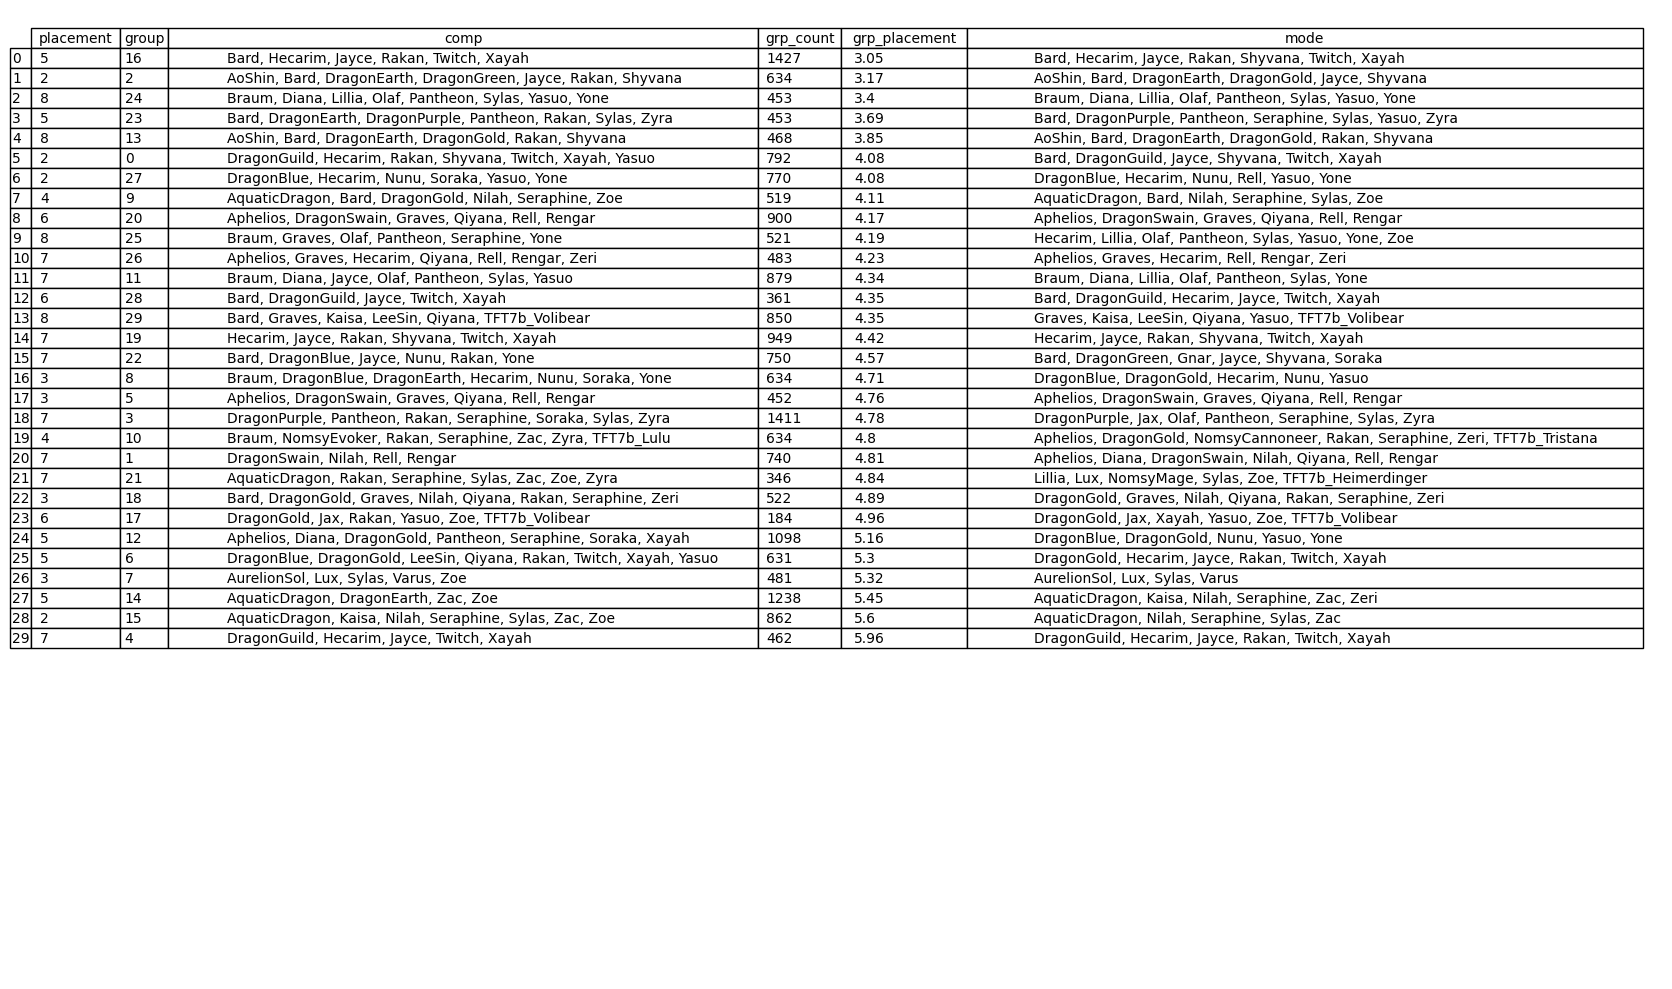 placement group comp grp_count grp_placement mode
0 5 16 Bard, Hecarim, Jayce, Rakan, Twitch, Xayah 1427 3.05 Bard, Hecarim, Jayce, Rakan, Shyvana, Twitch, Xayah
1 2 2 AoShin, Bard, DragonEarth, DragonGreen, Jayce, Rakan, Shyvana 634 3.17 AoShin, Bard, DragonEarth, DragonGold, Jayce, Shyvana
2 8 24 Braum, Diana, Lillia, Olaf, Pantheon, Sylas, Yasuo, Yone 453 3.4 Braum, Diana, Lillia, Olaf, Pantheon, Sylas, Yasuo, Yone
3 5 23 Bard, DragonEarth, DragonPurple, Pantheon, Rakan, Sylas, Zyra 453 3.69 Bard, DragonPurple, Pantheon, Seraphine, Sylas, Yasuo, Zyra
4 8 13 AoShin, Bard, DragonEarth, DragonGold, Rakan, Shyvana 468 3.85 AoShin, Bard, DragonEarth, DragonGold, Rakan, Shyvana
5 2 0 DragonGuild, Hecarim, Rakan, Shyvana, Twitch, Xayah, Yasuo 792 4.08 Bard, DragonGuild, Jayce, Shyvana, Twitch, Xayah
6 2 27 DragonBlue, Hecarim, Nunu, Soraka, Yasuo, Yone 770 4.08 DragonBlue, Hecarim, Nunu, Rell, Yasuo, Yone
7 4 9 AquaticDragon, Bard, DragonGold, Nilah, Seraphine, Zoe 519 4.11 AquaticDragon, Bard, Nilah, Seraphine, Sylas, Zoe
8 6 20 Aphelios, DragonSwain, Graves, Qiyana, Rell, Rengar 900 4.17 Aphelios, DragonSwain, Graves, Qiyana, Rell, Rengar
9 8 25 Braum, Graves, Olaf, Pantheon, Seraphine, Yone 521 4.19 Hecarim, Lillia, Olaf, Pantheon, Sylas, Yasuo, Yone, Zoe
10 7 26 Aphelios, Graves, Hecarim, Qiyana, Rell, Rengar, Zeri 483 4.23 Aphelios, Graves, Hecarim, Rell, Rengar, Zeri
11 7 11 Braum, Diana, Jayce, Olaf, Pantheon, Sylas, Yasuo 879 4.34 Braum, Diana, Lillia, Olaf, Pantheon, Sylas, Yone
12 6 28 Bard, DragonGuild, Jayce, Twitch, Xayah 361 4.35 Bard, DragonGuild, Hecarim, Jayce, Twitch, Xayah
13 8 29 Bard, Graves, Kaisa, LeeSin, Qiyana, TFT7b_Volibear 850 4.35 Graves, Kaisa, LeeSin, Qiyana, Yasuo, TFT7b_Volibear
14 7 19 Hecarim, Jayce, Rakan, Shyvana, Twitch, Xayah 949 4.42 Hecarim, Jayce, Rakan, Shyvana, Twitch, Xayah
15 7 22 Bard, DragonBlue, Jayce, Nunu, Rakan, Yone 750 4.57 Bard, DragonGreen, Gnar, Jayce, Shyvana, Soraka
16 3 8 Braum, DragonBlue, DragonEarth, Hecarim, Nunu, Soraka, Yone 634 4.71 DragonBlue, DragonGold, Hecarim, Nunu, Yasuo
17 3 5 Aphelios, DragonSwain, Graves, Qiyana, Rell, Rengar 452 4.76 Aphelios, DragonSwain, Graves, Qiyana, Rell, Rengar
18 7 3 DragonPurple, Pantheon, Rakan, Seraphine, Soraka, Sylas, Zyra 1411 4.78 DragonPurple, Jax, Olaf, Pantheon, Seraphine, Sylas, Zyra
19 4 10 Braum, NomsyEvoker, Rakan, Seraphine, Zac, Zyra, TFT7b_Lulu 634 4.8 Aphelios, DragonGold, NomsyCannoneer, Rakan, Seraphine, Zeri, TFT7b_Tristana
20 7 1 DragonSwain, Nilah, Rell, Rengar 740 4.81 Aphelios, Diana, DragonSwain, Nilah, Qiyana, Rell, Rengar
21 7 21 AquaticDragon, Rakan, Seraphine, Sylas, Zac, Zoe, Zyra 346 4.84 Lillia, Lux, NomsyMage, Sylas, Zoe, TFT7b_Heimerdinger
22 3 18 Bard, DragonGold, Graves, Nilah, Qiyana, Rakan, Seraphine, Zeri 522 4.89 DragonGold, Graves, Nilah, Qiyana, Rakan, Seraphine, Zeri
23 6 17 DragonGold, Jax, Rakan, Yasuo, Zoe, TFT7b_Volibear 184 4.96 DragonGold, Jax, Xayah, Yasuo, Zoe, TFT7b_Volibear
24 5 12 Aphelios, Diana, DragonGold, Pantheon, Seraphine, Soraka, Xayah 1098 5.16 DragonBlue, DragonGold, Nunu, Yasuo, Yone
25 5 6 DragonBlue, DragonGold, LeeSin, Qiyana, Rakan, Twitch, Xayah, Yasuo 631 5.3 DragonGold, Hecarim, Jayce, Rakan, Twitch, Xayah
26 3 7 AurelionSol, Lux, Sylas, Varus, Zoe 481 5.32 AurelionSol, Lux, Sylas, Varus
27 5 14 AquaticDragon, DragonEarth, Zac, Zoe 1238 5.45 AquaticDragon, Kaisa, Nilah, Seraphine, Zac, Zeri
28 2 15 AquaticDragon, Kaisa, Nilah, Seraphine, Sylas, Zac, Zoe 862 5.6 AquaticDragon, Nilah, Seraphine, Sylas, Zac
29 7 4 DragonGuild, Hecarim, Jayce, Twitch, Xayah 462 5.96 DragonGuild, Hecarim, Jayce, Rakan, Twitch, Xayah